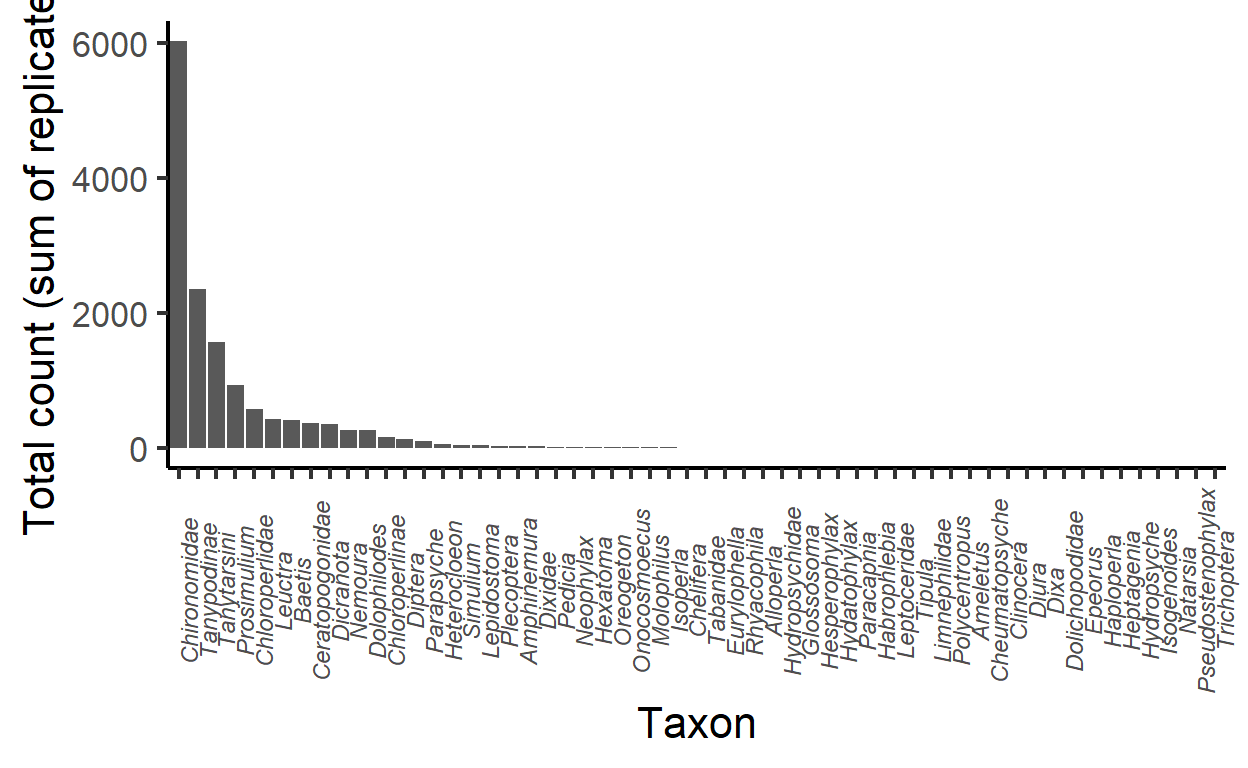 Total count (sum of replicate
6000
4000
2000
0
Chironomidae
Tanypodinae
Tanytarsini
Prosimulium
Chloroperlidae
Leuctra
Baetis
Ceratopogonidae
Dicranota
Nemoura
Dolophilodes
Chloroperlinae
Diptera
Parapsyche
Heterocloeon
Simulium
Lepidostoma
Plecoptera
Amphinemura
Dixidae
Pedicia
Neophylax
Hexatoma
Oreogeton
Onocosmoecus
Molophilus
Isoperla
Chelifera
Tabanidae
Eurylophella
Rhyacophila
Alloperla
Hydropsychidae
Glossosoma
Hesperophylax
Hydatophylax
Paracapnia
Habrophlebia
Leptoceridae
Tipula
Limnephilidae
Polycentropus
Ameletus
Cheumatopsyche
Clinocera
Diura
Dixa
Dolichopodidae
Epeorus
Haploperla
Heptagenia
Hydropsyche
Isogenoides
Natarsia
Pseudostenophylax
Trichoptera
Taxon